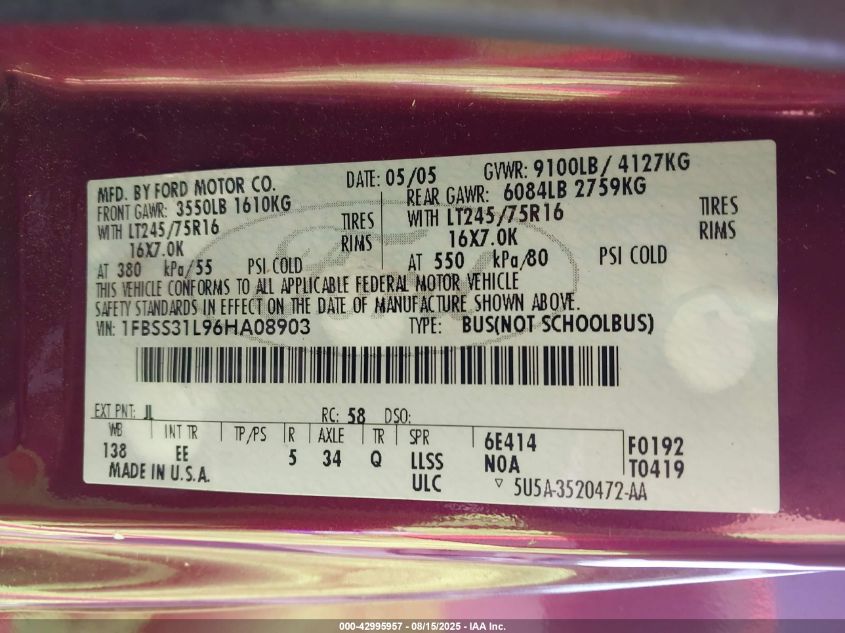 MFD. BY FORD MOTOR CO. DATE: 05/05 GVWR: 9100LB / 4127KG
FRONT GAWR: 3550LB 1610KG REAR GAWR: 6084LB 2759KG
WITH LT245/75R16 TIRES WITH LT245/75R16 TIRES
16X7.0K RIMS 16X7.0K RIMS
AT 380 kPa/55 PSI COLD AT 550 kPa/80 PSI COLD
THIS VEHICLE CONFORMS TO ALL APPLICABLE FEDERAL MOTOR VEHICLE
SAFETY STANDARDS IN EFFECT ON THE DATE OF MANUFACTURE SHOWN ABOVE.
VIN: 1FBSS31L96HA08903 TYPE: BUS(NOT SCHOOLBUS)
EXT PNT: JL RC: 58 DSO:
WB INT TR TP/PS R AXLE TR SPR 6E414 F0192
138 EE 5 34 Q LLSS N0A T0419
MADE IN U.S.A. ULC ▽ 5U5A-3520472-AA
000-42995957 - 08/15/2025 - IAA Inc.